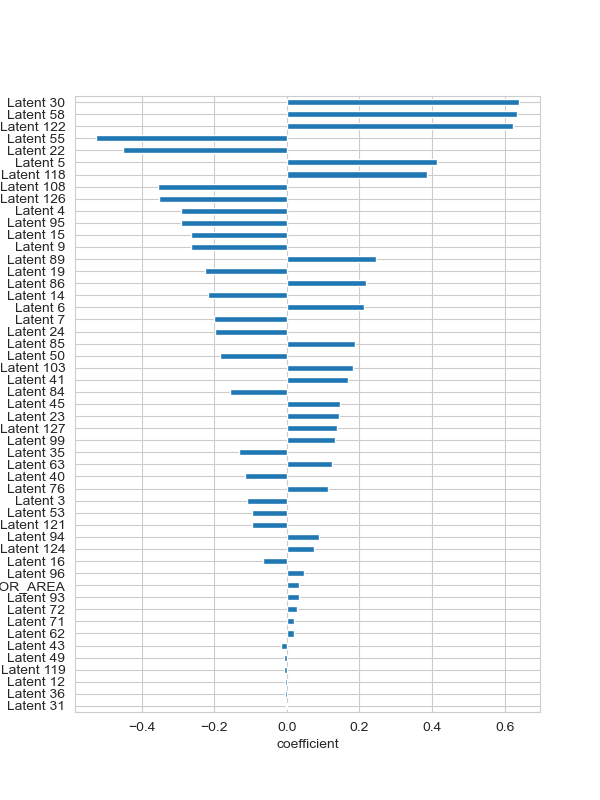 Latent 30
Latent 58
Latent 122
Latent 55
Latent 22
Latent 5
Latent 118
Latent 108
Latent 126
Latent 4
Latent 95
Latent 15
Latent 9
Latent 89
Latent 19
Latent 86
Latent 14
Latent 6
Latent 7
Latent 24
Latent 85
Latent 50
Latent 103
Latent 41
Latent 84
Latent 45
Latent 23
Latent 127
Latent 99
Latent 35
Latent 63
Latent 40
Latent 76
Latent 3
Latent 53
Latent 121
Latent 94
Latent 124
Latent 16
Latent 96
OR_AREA
Latent 93
Latent 72
Latent 71
Latent 62
Latent 43
Latent 49
Latent 119
Latent 12
Latent 36
Latent 31
−0.4 −0.2 0.0 0.2 0.4 0.6
coefficient